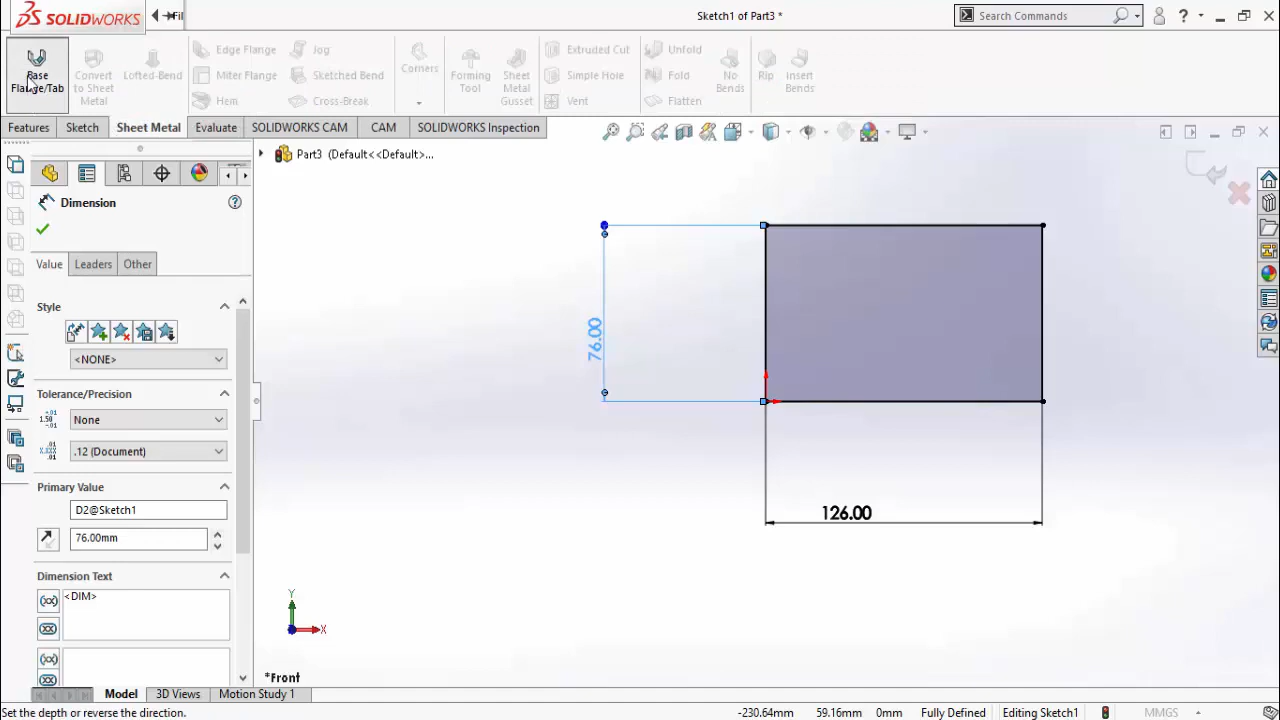 SOLIDWORKS
Fil
Sketch1 of Part3 *
Search Commands
?
Base Flange/Tab
Convert to Sheet Metal
Lofted-Bend
Edge Flange
Miter Flange
Hem
Jog
Sketched Bend
Cross-Break
Corners
Forming Tool
Sheet Metal Gusset
Extruded Cut
Simple Hole
Vent
Unfold
Fold
Flatten
No Bends
Rip
Insert Bends
Features
Sketch
Sheet Metal
Evaluate
SOLIDWORKS CAM
CAM
SOLIDWORKS Inspection
Part3 (Default<<Default>...
Dimension
?
Value
Leaders
Other
Style
<NONE>
Tolerance/Precision
None
.12 (Document)
Primary Value
D2@Sketch1
76.00mm
Dimension Text
<DIM>
76.00
126.00
Y
X
*Front
Model
3D Views
Motion Study 1
Set the depth or reverse the direction.
-230.64mm
59.16mm
0mm
Fully Defined
Editing Sketch1
MMGS